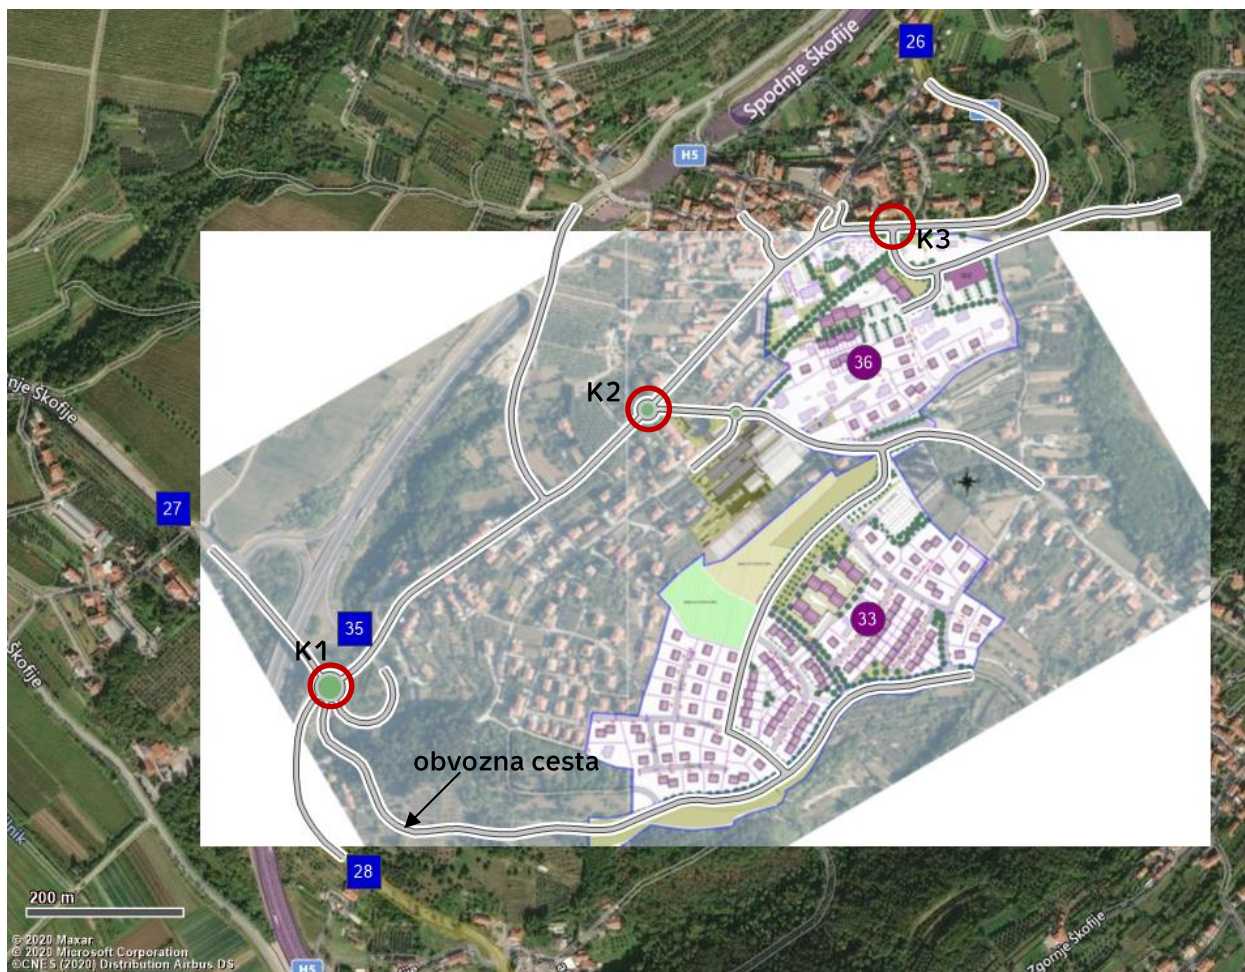 26
Spodnje Škofije
H5
K3
36
K2
nje Škofije
27
33
35
K1
Škofije
obvozna cesta
28
200 m
Zgornje Škofije
© 2020 Maxar
© 2020 Microsoft Corporation
©CNES (2020) Distribution Airbus DS
H5